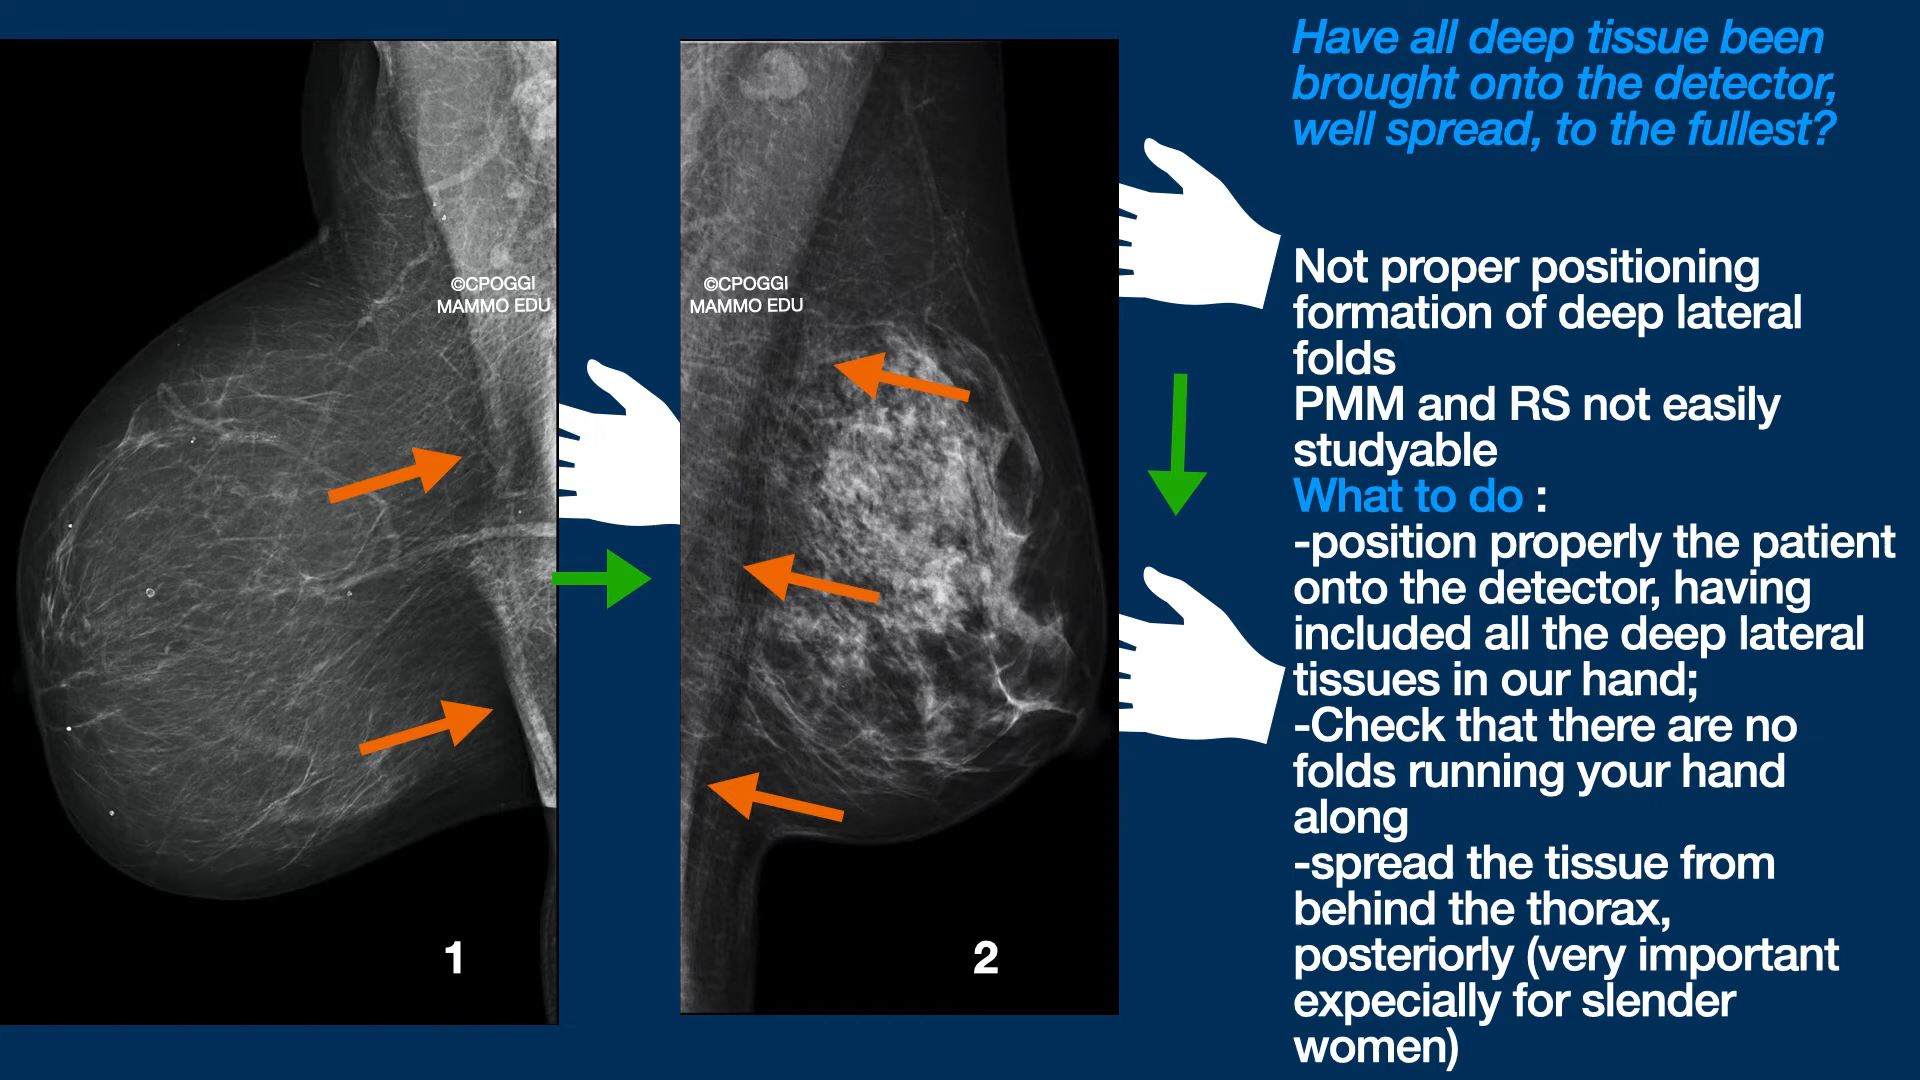 Have all deep tissue been
brought onto the detector,
well spread, to the fullest?
©CPOGGI
MAMMO EDU
©CPOGGI
MAMMO EDU
Not proper positioning
formation of deep lateral
folds
PMM and RS not easily
studyable
What to do :
-position properly the patient
onto the detector, having
included all the deep lateral
tissues in our hand;
-Check that there are no
folds running your hand
along
-spread the tissue from
behind the thorax,
posteriorly (very important
expecially for slender
women)
1
2